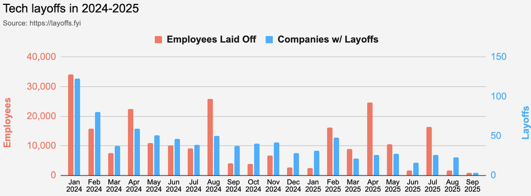 Tech layoffs in 2024-2025
Source: https://layoffs.fyi
Employees Laid Off Companies w/ Layoffs
40,000 150
30,000
100
20,000
50
10,000
0 0
Employees
Layoffs
Jan Feb Mar Apr May Jun Jul Aug Sep Oct Nov Dec Jan Feb Mar Apr May Jun Jul Aug Sep
2024 2024 2024 2024 2024 2024 2024 2024 2024 2024 2024 2024 2025 2025 2025 2025 2025 2025 2025 2025 2025